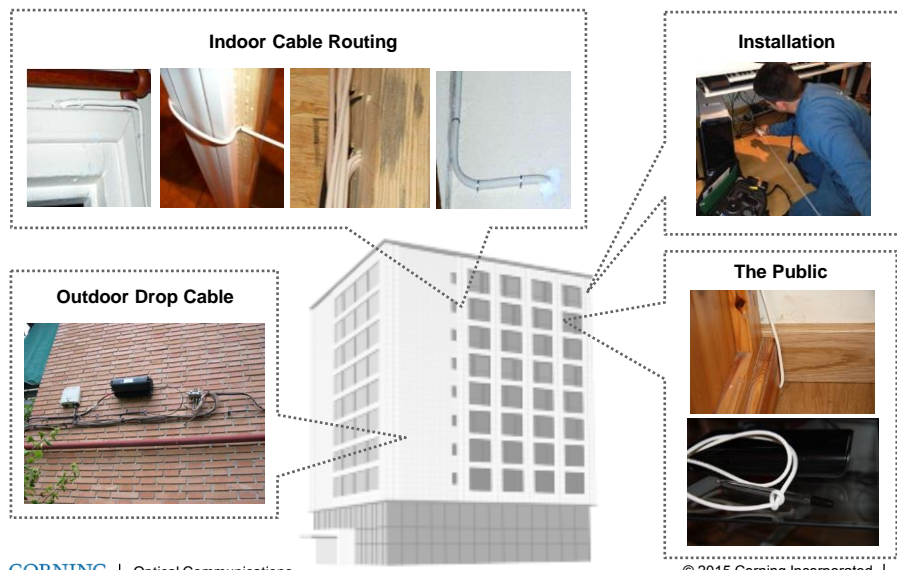 Indoor Cable Routing
Installation
Outdoor Drop Cable
The Public
CORNING | Optical Communications
© 2015 Corning Incorporated |